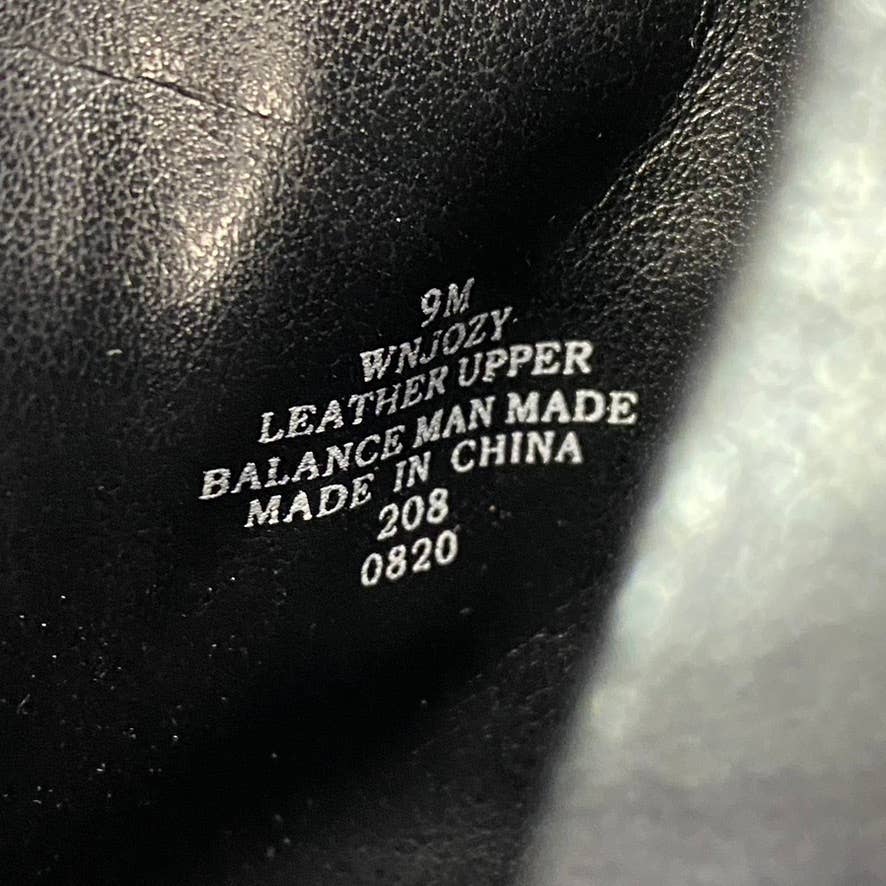 9M
WNJOZY
LEATHER UPPER
BALANCE MAN MADE
MADE IN CHINA
208
0820